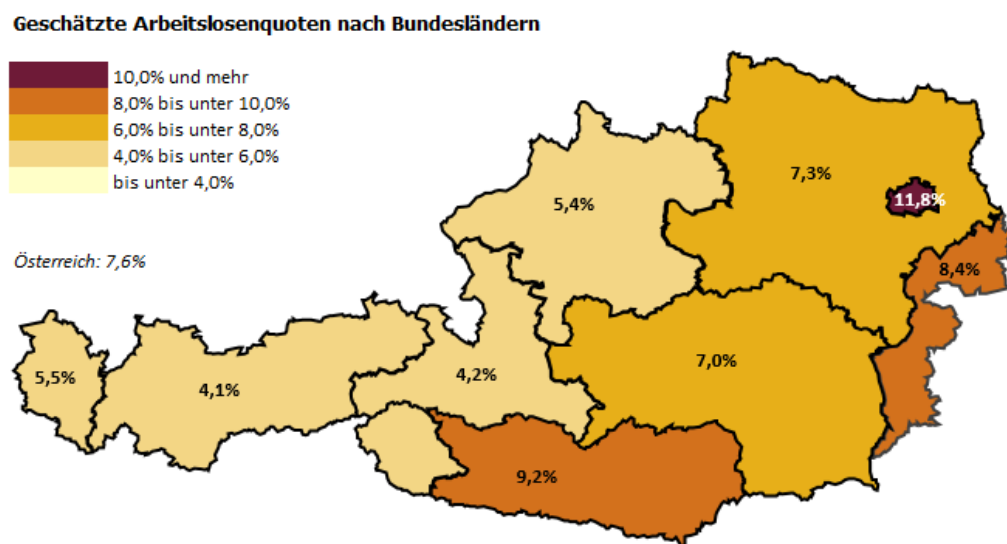 Geschätzte Arbeitslosenquoten nach Bundesländern
10,0% und mehr
8,0% bis unter 10,0%
6,0% bis unter 8,0%
4,0% bis unter 6,0%
bis unter 4,0%
Österreich: 7,6%
7,3%
11,8%
5,4%
8,4%
7,0%
5,5%
4,1%
4,2%
9,2%